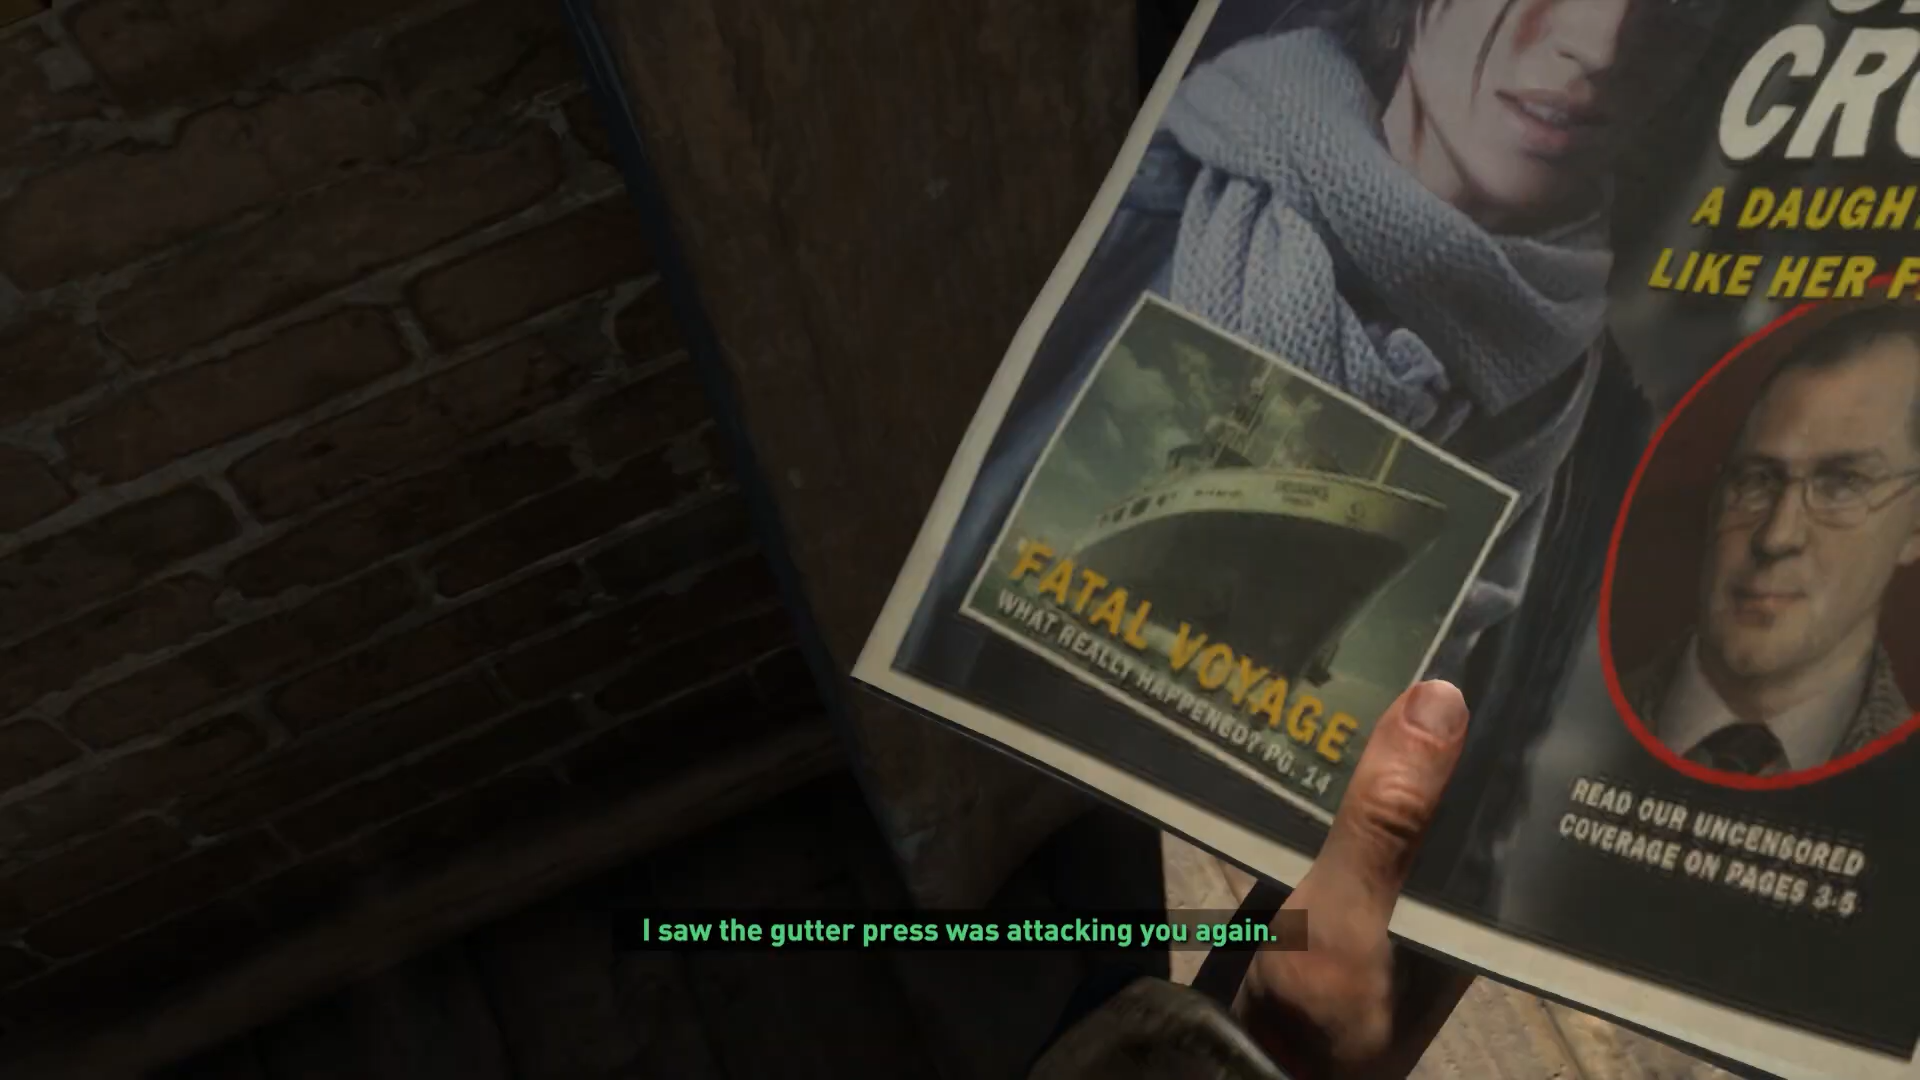 CR
A DAUGH
LIKE HER F
FATAL VOYAGE
WHAT REALLY HAPPENED? PG. 14
READ OUR UNCENSORED
COVERAGE ON PAGES 3-5
I saw the gutter press was attacking you again.